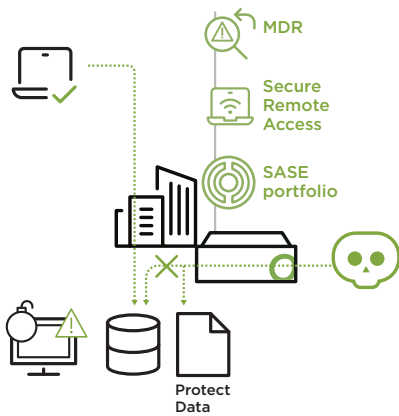 MDR
Secure
Remote
Access
SASE
portfolio
Protect
Data